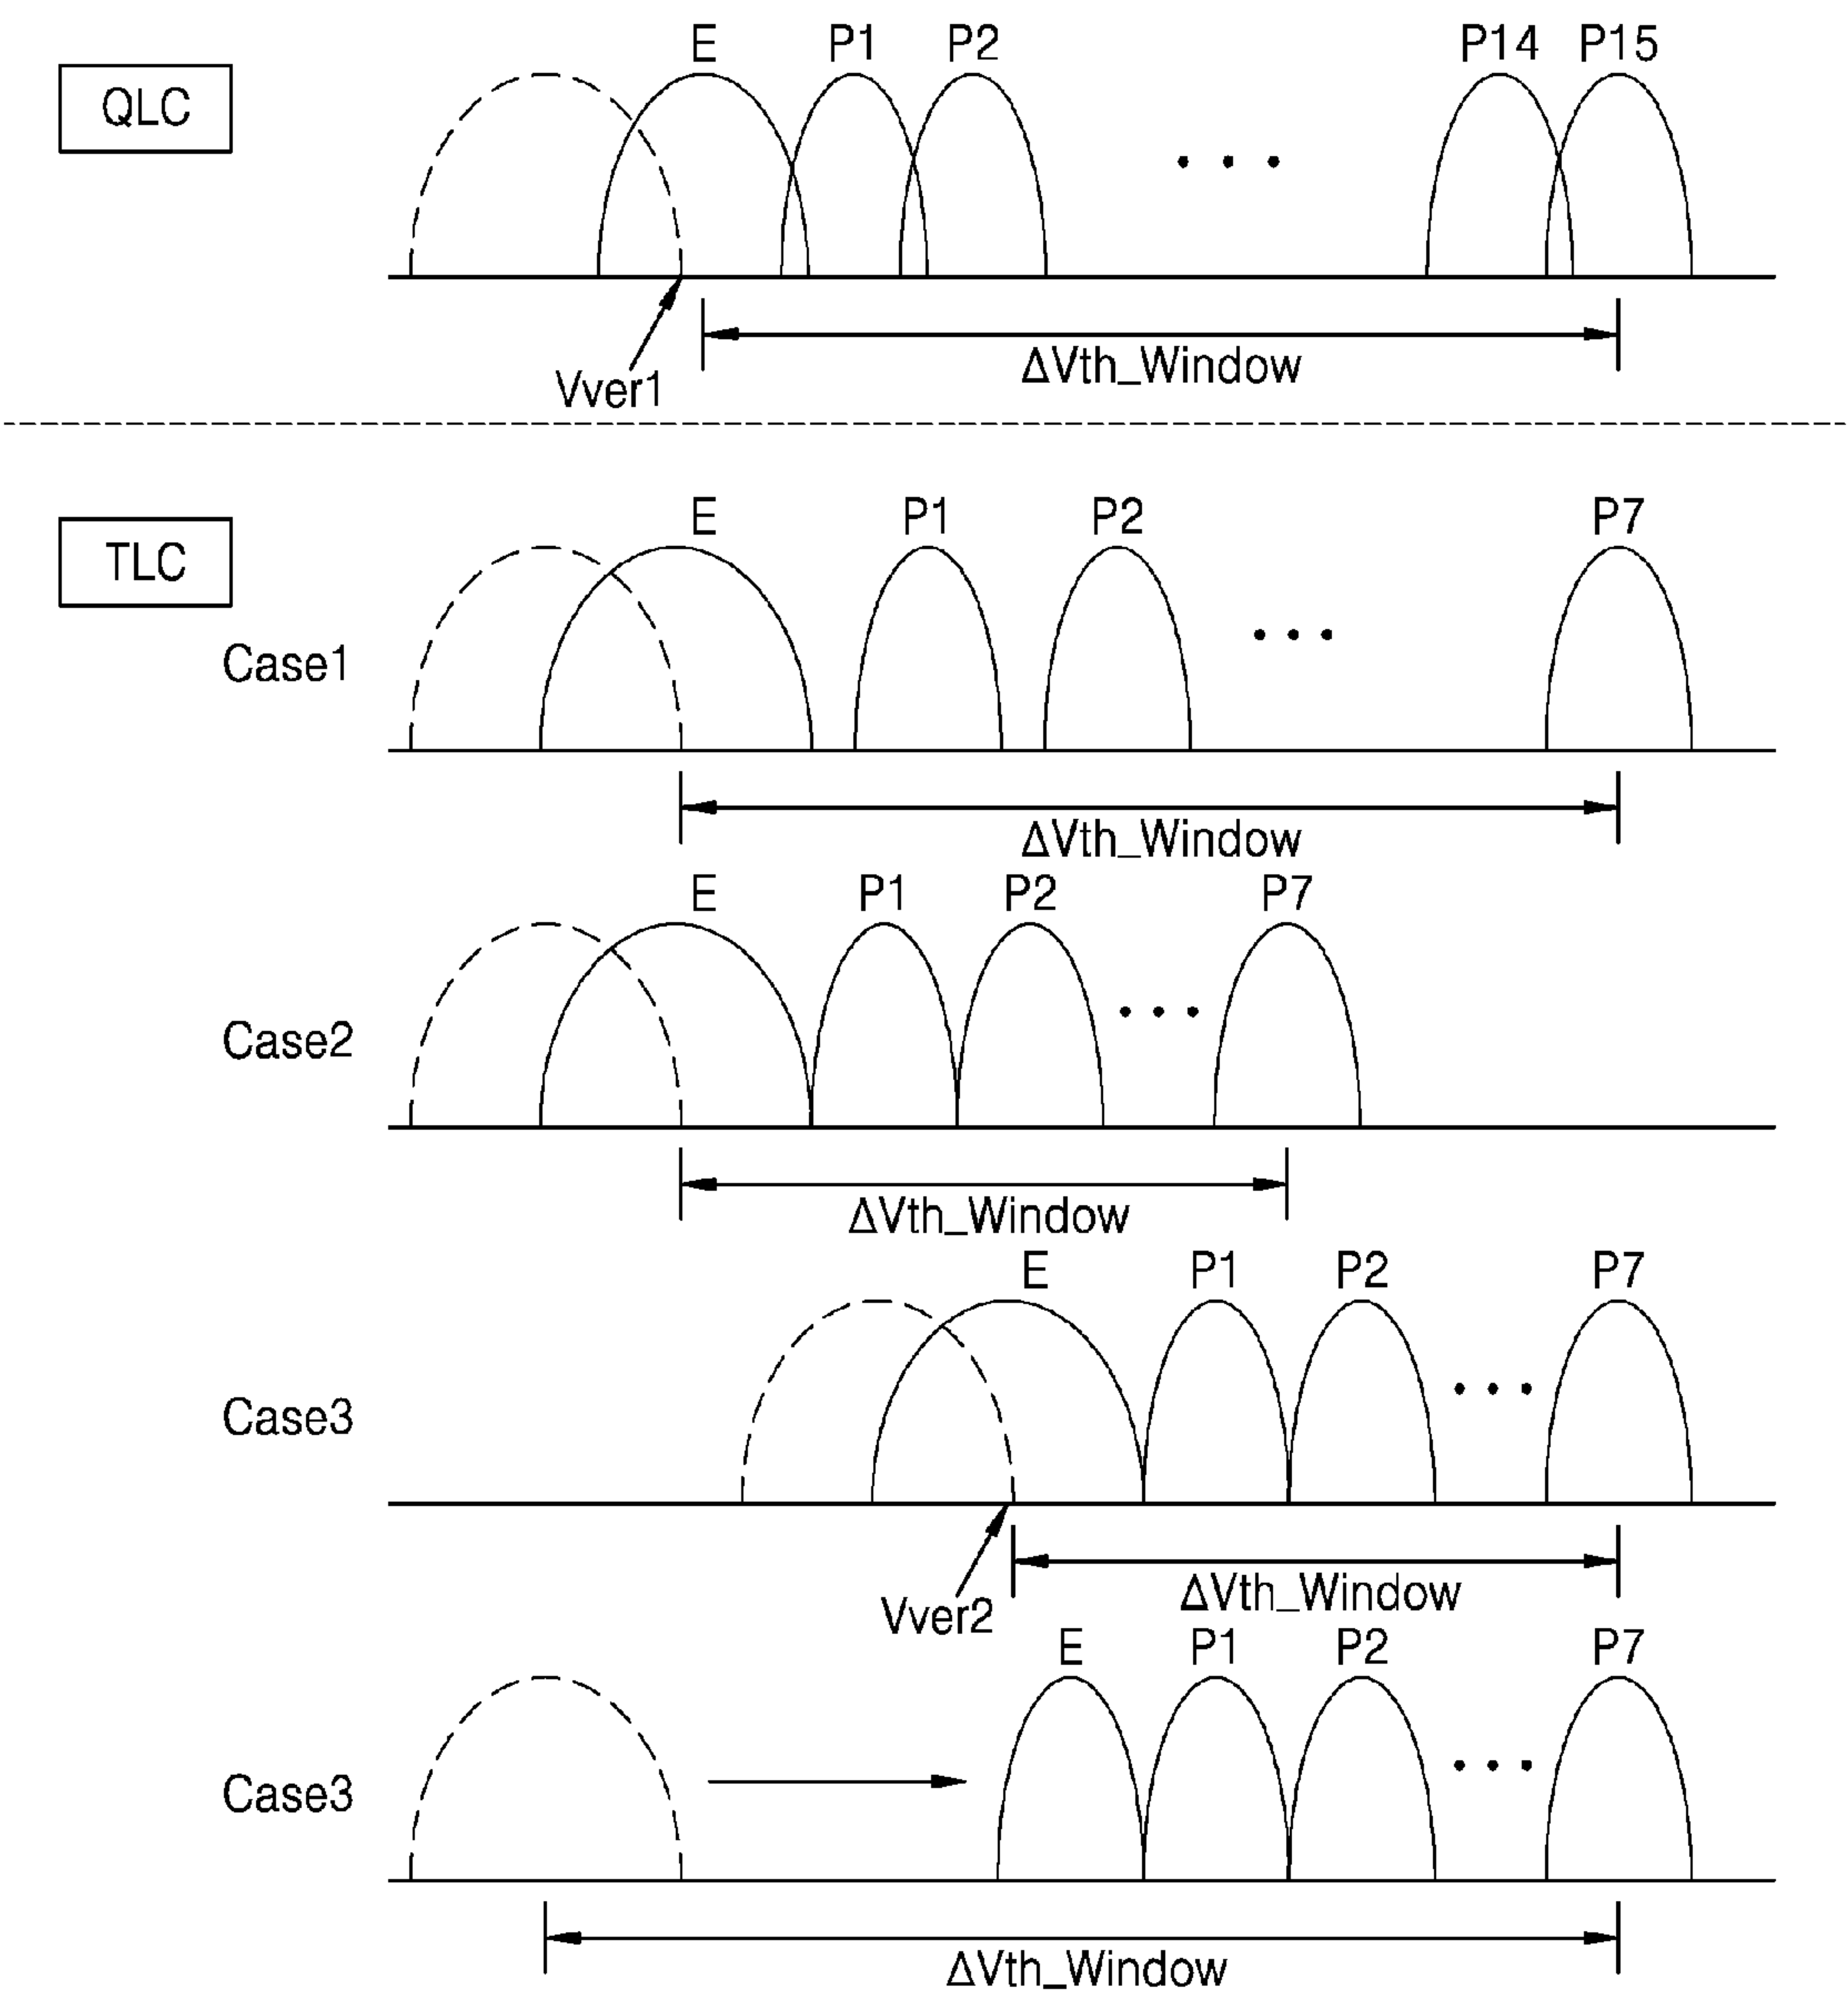 E P1 P2 P14 P15
QLC
ΔVth_Window
Vver1
E P1 P2 P7
TLC
Case1
ΔVth_Window
E P1 P2 P7
Case2
ΔVth_Window
E P1 P2 P7
Case3
ΔVth_Window
Vver2
E P1 P2 P7
Case3
ΔVth_Window